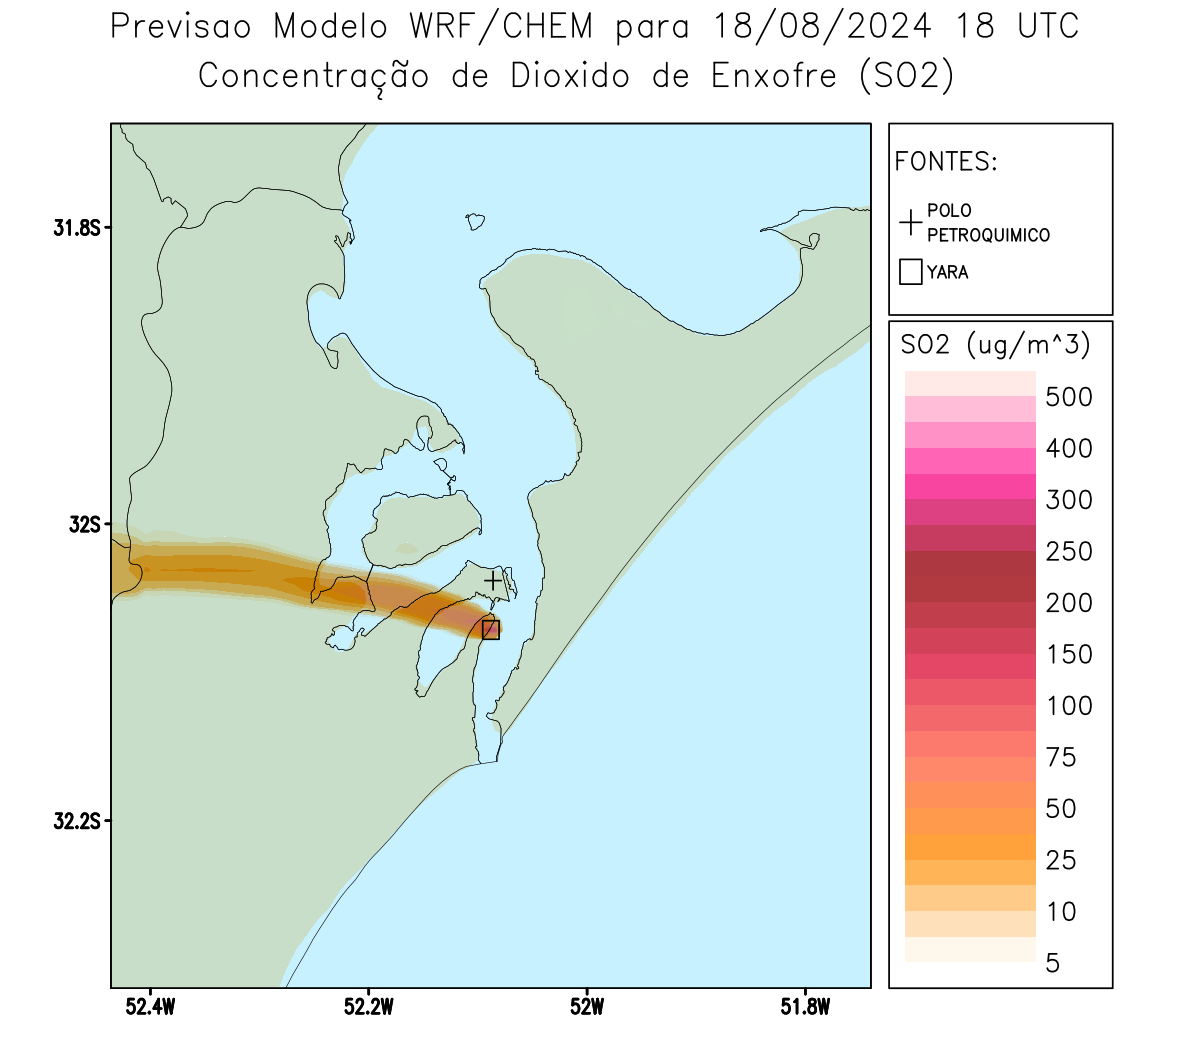 Previsao Modelo WRF/CHEM para 18/08/2024 18 UTC
Concentração de Dioxido de Enxofre (SO2)
FONTES:
POLO
PETROQUIMICO
YARA
SO2 (ug/m^3)
500
400
300
250
200
150
100
75
50
25
10
5
31.8S
32S
32.2S
52.4W
52.2W
52W
51.8W